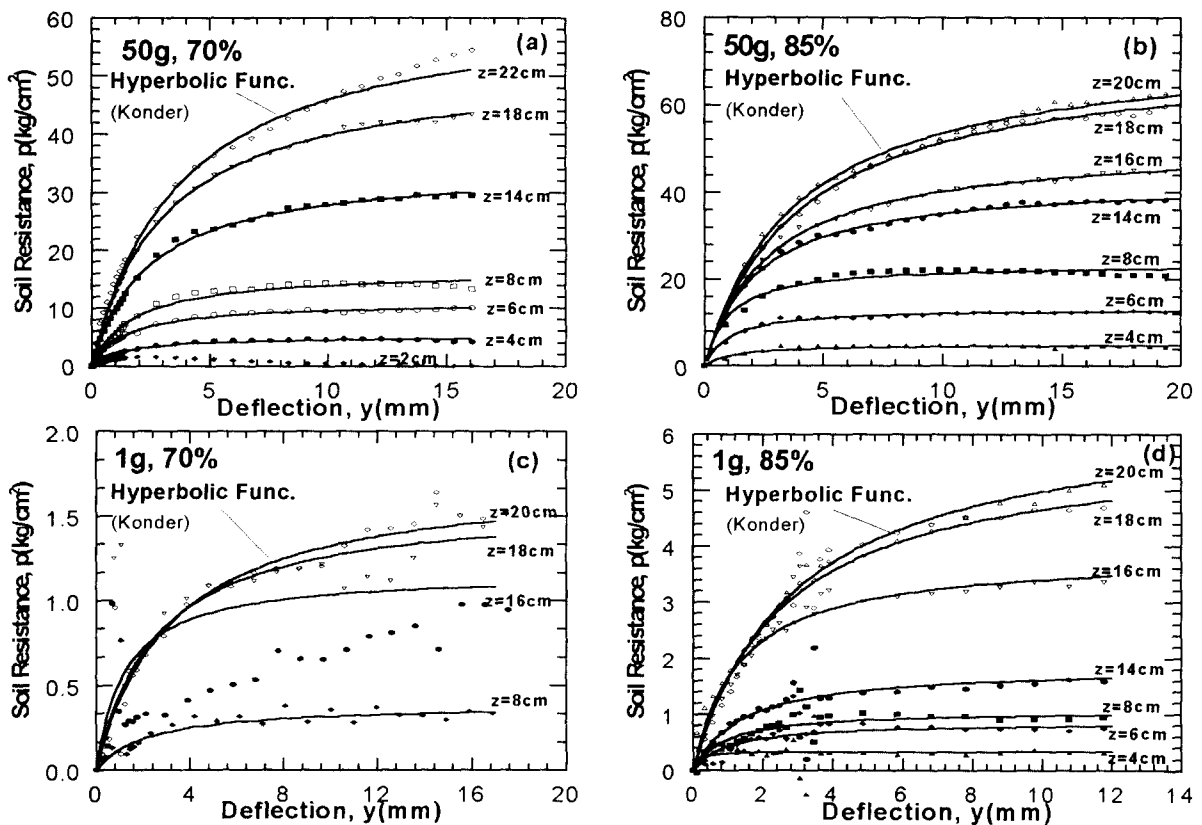 (a)
50g, 70%
Hyperbolic Func.
(Konder)
z=22cm
z=18cm
z=14cm
z=8cm
z=6cm
z=4cm
z=2cm
60
50
40
30
20
10
0
0 5 10 15 20
Soil Resistance, p(kg/cm²)
Deflection, y(mm)
(b)
50g, 85%
Hyperbolic Func.
(Konder)
z=20cm
z=18cm
z=16cm
z=14cm
z=8cm
z=6cm
z=4cm
80
60
40
20
0
0 5 10 15 20
Soil Resistance, p(kg/cm²)
Deflection, y(mm)
(c)
1g, 70%
Hyperbolic Func.
(Konder)
z=20cm
z=18cm
z=16cm
z=8cm
2.0
1.5
1.0
0.5
0.0
0 4 8 12 16 20
Soil Resistance, p(kg/cm²)
Deflection, y(mm)
(d)
1g, 85%
Hyperbolic Func.
(Konder)
z=20cm
z=18cm
z=16cm
z=14cm
z=8cm
z=6cm
z=4cm
6
5
4
3
2
1
0
0 2 4 6 8 10 12 14
Soil Resistance, p(kg/cm²)
Deflection, y(mm)